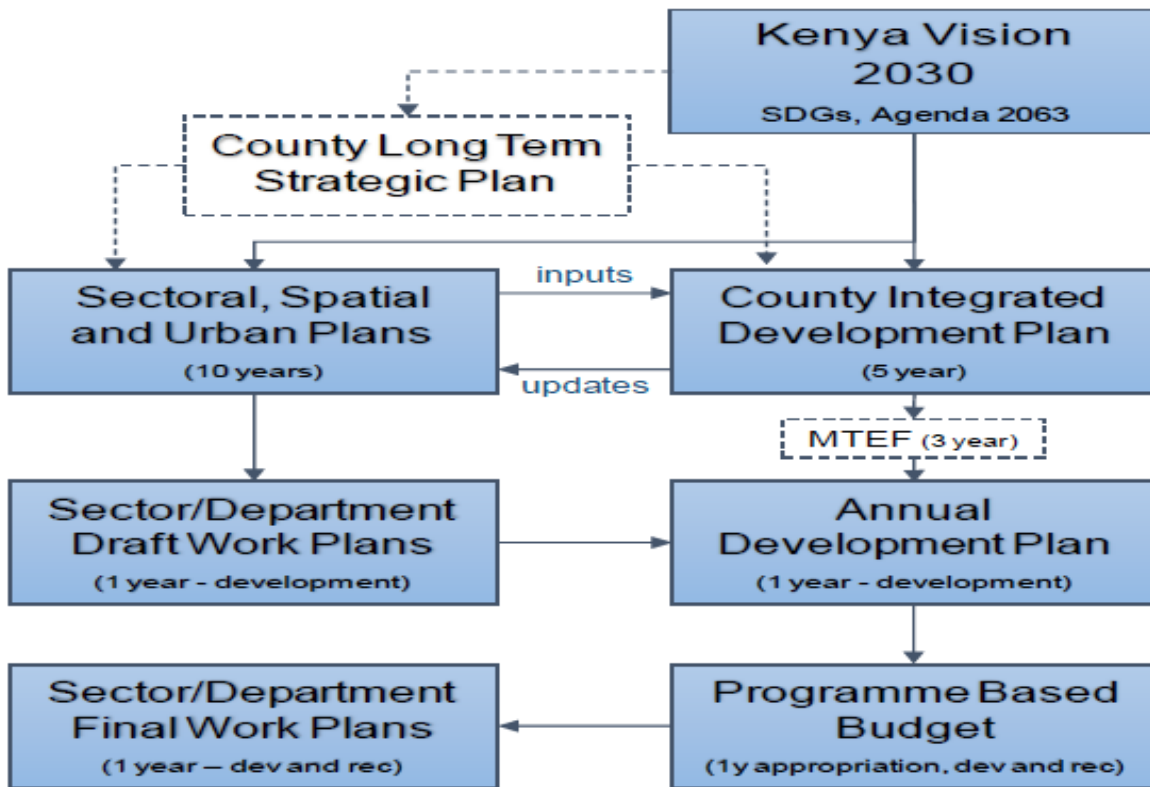 Kenya Vision
2030
SDGs, Agenda 2063
County Long Term
Strategic Plan
Sectoral, Spatial
and Urban Plans
(10 years)
inputs
updates
County Integrated
Development Plan
(5 year)
MTEF (3 year)
Sector/Department
Draft Work Plans
(1 year - development)
Annual
Development Plan
(1 year - development)
Sector/Department
Final Work Plans
(1 year – dev and rec)
Programme Based
Budget
(1y appropriation, dev and rec)